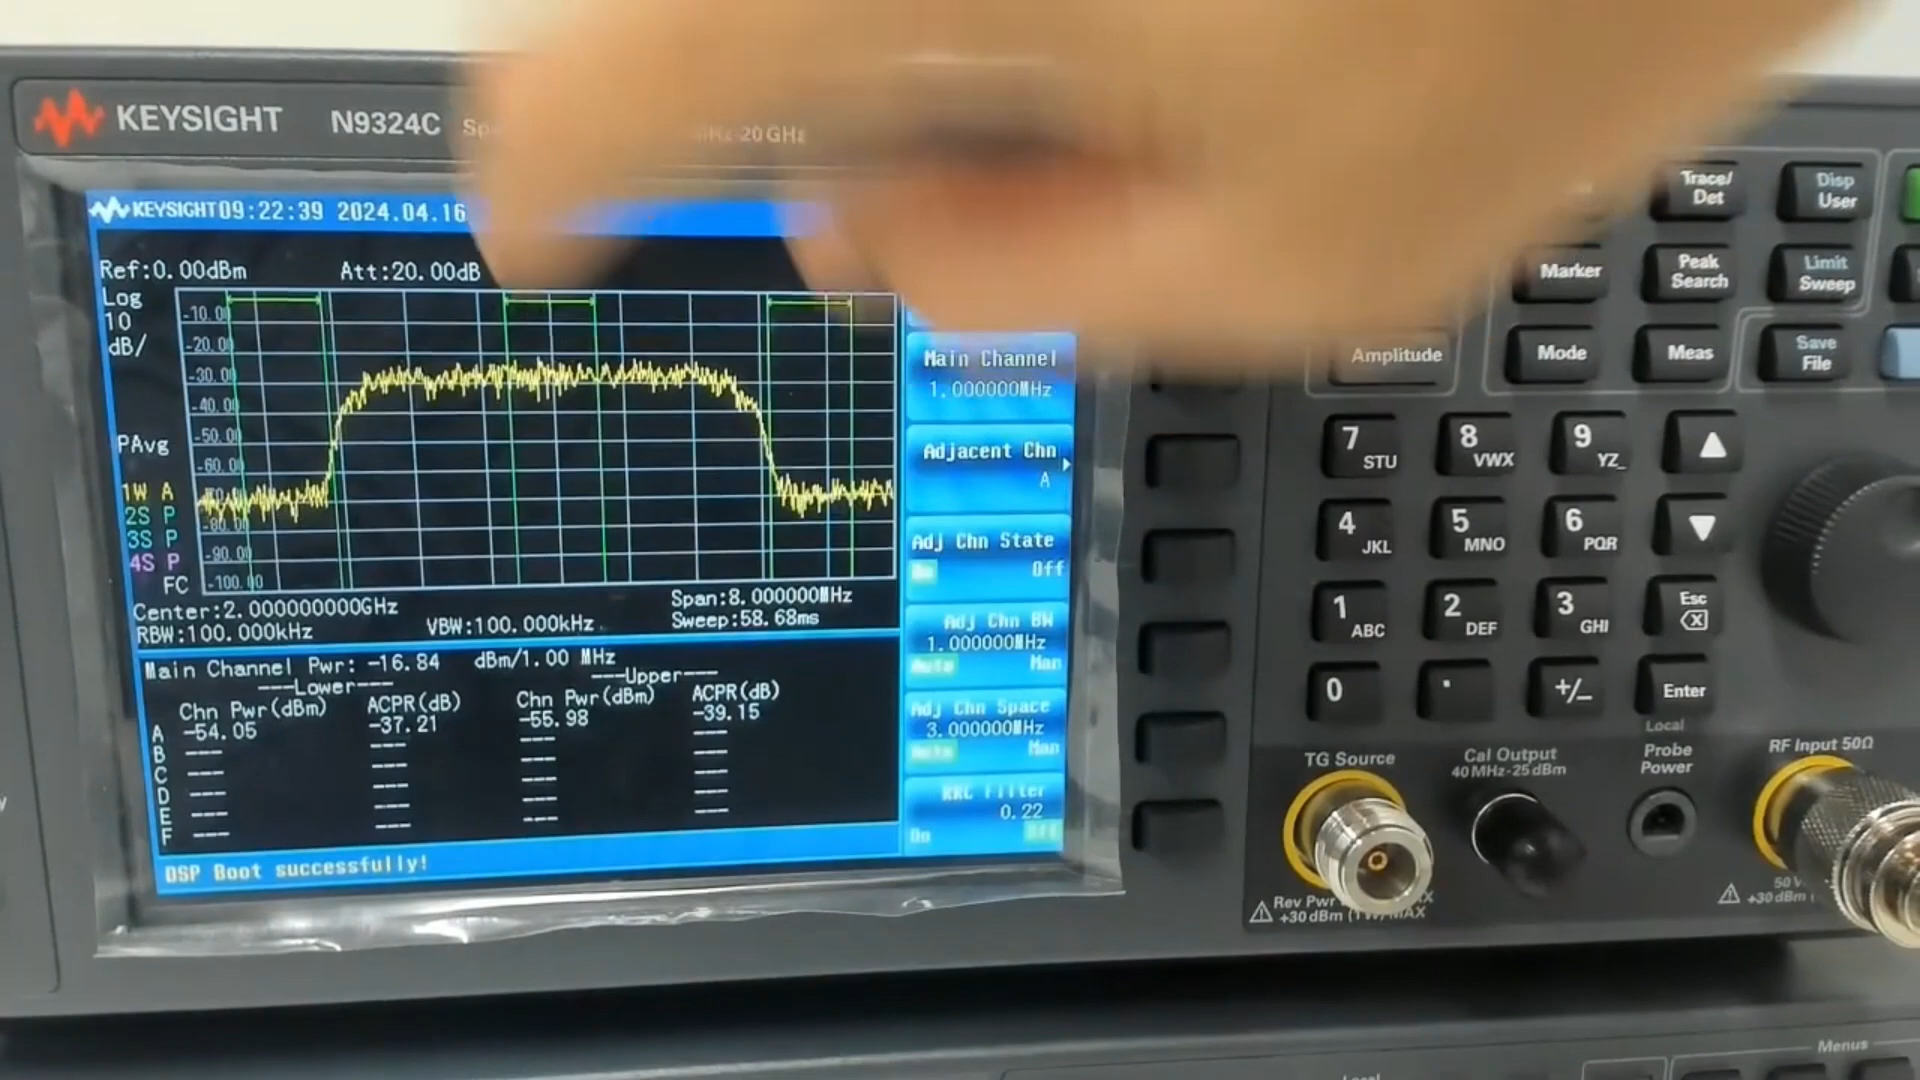 KEYSIGHT N9324C
20GHz
KEYSIGHT 09:22:39 2024.04.16
Ref:0.00dBm Att:20.00dB
Log
10
dB/
-10.00
-20.00
-30.00
-40.00
-50.00
-60.00
-80.00
-90.00
-100.00
PAvg
1W A
2S P
3S P
4S P
FC
Center:2.000000000GHz
Span:8.000000MHz
RBW:100.000kHz
VBW:100.000kHz
Sweep:58.68ms
Main Channel Pwr: -16.84 dBm/1.00 MHz
---Lower---
---Upper---
Chn Pwr(dBm) ACPR(dB) Chn Pwr(dBm) ACPR(dB)
A -54.05 -37.21 -55.98 -39.15
B --- --- --- ---
C --- --- --- ---
D --- --- --- ---
E --- --- --- ---
F --- --- --- ---
DSP Boot successfully!
Main Channel
1.000000MHz
Adjacent Chn
A
Adj Chn State
On Off
Adj Chn BW
1.000000MHz
Auto Man
Adj Chn Space
3.000000MHz
Auto Man
RRC Filter
0.22
On Off
Trace/
Det
Disp
User
Marker
Peak
Search
Limit
Sweep
Amplitude
Mode
Meas
Save
File
7 STU
8 VWX
9 YZ_
4 JKL
5 MNO
6 PQR
1 ABC
2 DEF
3 GHI
Esc
0
.
+/_
Enter
Local
TG Source
Cal Output
40 MHz -25 dBm
Probe
Power
RF Input 50Ω
Rev Pwr
+30dBm (1W) MAX
+30 dBm
Menus